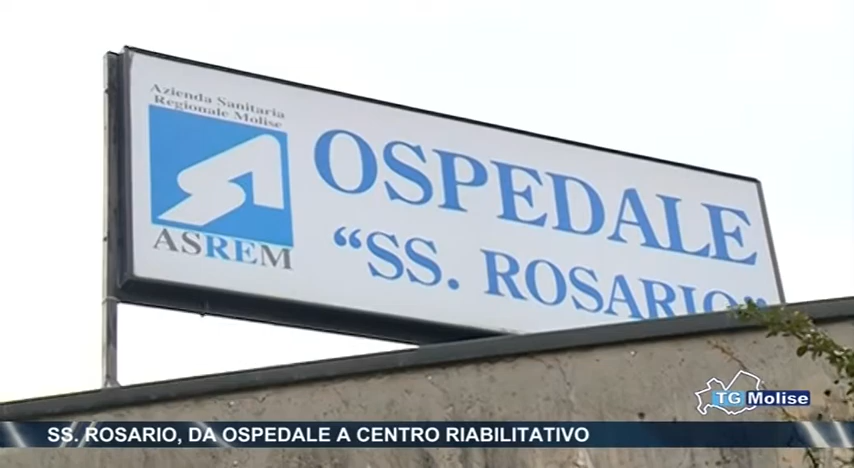 Azienda Sanitaria
Regionale Molise
ASREM
OSPEDALE
“SS. ROSARIO”
TG Molise
SS. ROSARIO, DA OSPEDALE A CENTRO RIABILITATIVO